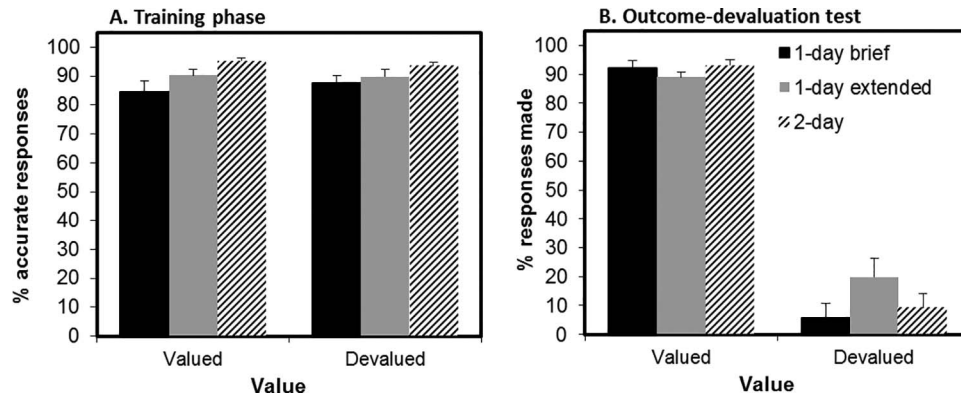 A. Training phase
% accurate responses
100
90
80
70
60
50
40
30
20
10
0
Valued
Devalued
Value
B. Outcome-devaluation test
% responses made
100
90
80
70
60
50
40
30
20
10
0
1-day brief
1-day extended
2-day
Valued
Devalued
Value